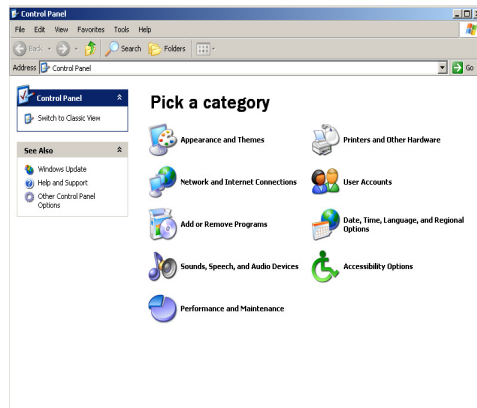 Control Panel
File Edit View Favorites Tools Help
Back Search Folders
Address Control Panel Go
Control Panel
Switch to Classic View
See Also
Windows Update
Help and Support
Other Control Panel
Options
Pick a category
Appearance and Themes
Printers and Other Hardware
Network and Internet Connections
User Accounts
Add or Remove Programs
Date, Time, Language, and Regional
Options
Sounds, Speech, and Audio Devices
Accessibility Options
Performance and Maintenance